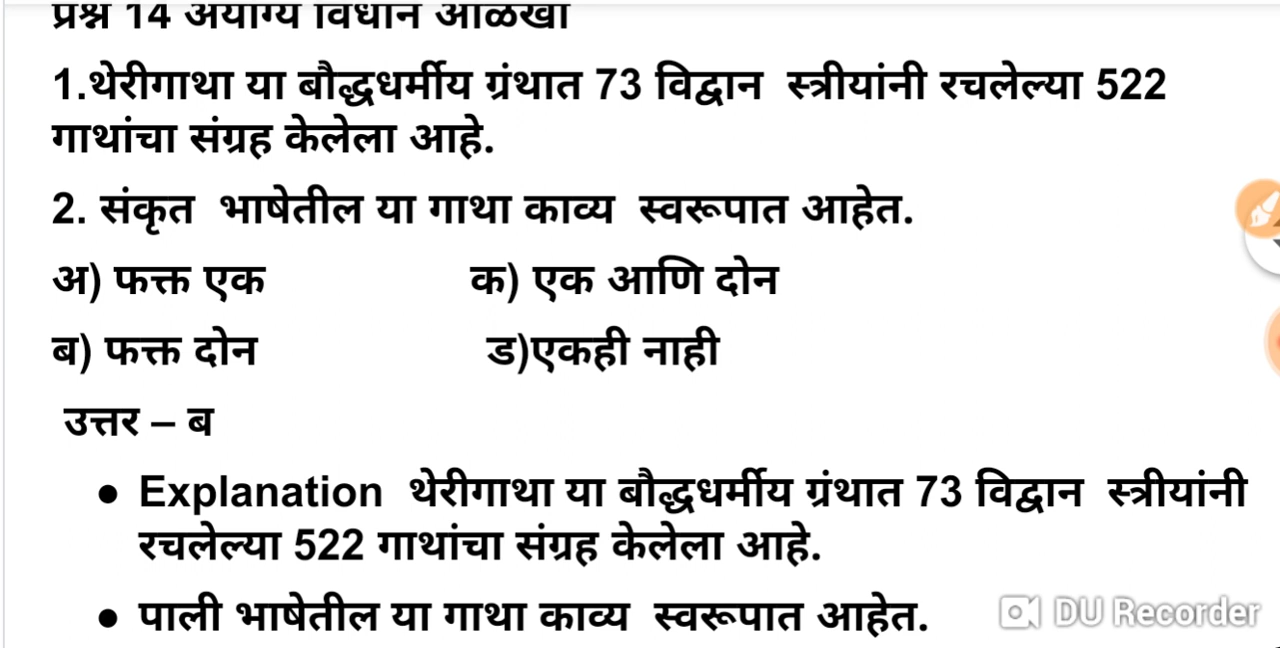 प्रश्न 14 अयोग्य विधान ओळखा
1.थेरीगाथा या बौद्धधर्मीय ग्रंथात 73 विद्वान स्त्रीयांनी रचलेल्या 522
गाथांचा संग्रह केलेला आहे.
2. संकृत भाषेतील या गाथा काव्य स्वरूपात आहेत.
अ) फक्त एक क) एक आणि दोन
ब) फक्त दोन ड)एकही नाही
उत्तर – ब
● Explanation थेरीगाथा या बौद्धधर्मीय ग्रंथात 73 विद्वान स्त्रीयांनी
रचलेल्या 522 गाथांचा संग्रह केलेला आहे.
● पाली भाषेतील या गाथा काव्य स्वरूपात आहेत.
DU Recorder